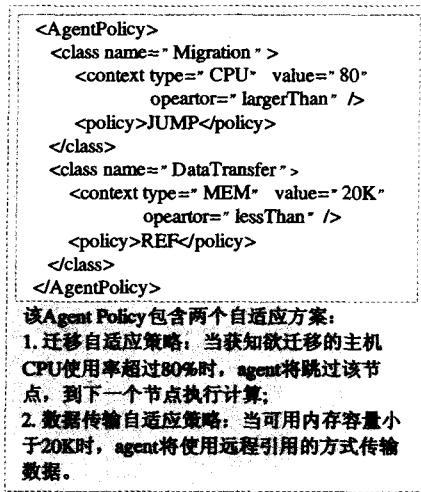 <AgentPolicy>
<class name=" Migration " >
<context type=" CPU" value=" 80"
opeartor=" largerThan" />
<policy>JUMP</policy>
</class>
<class name=" DataTransfer " >
<context type=" MEM" value=" 20K"
opeartor=" lessThan" />
<policy>REF</policy>
</class>
</AgentPolicy>
该Agent Policy包含两个自适应方案：
1. 迁移自适应策略：当获知欲迁移的主机
CPU使用率超过80%时，agent将跳过该节
点，到下一个节点执行计算;
2. 数据传输自适应策略：当可用内存容量小
于20K时，agent将使用远程引用的方式传输
数据。